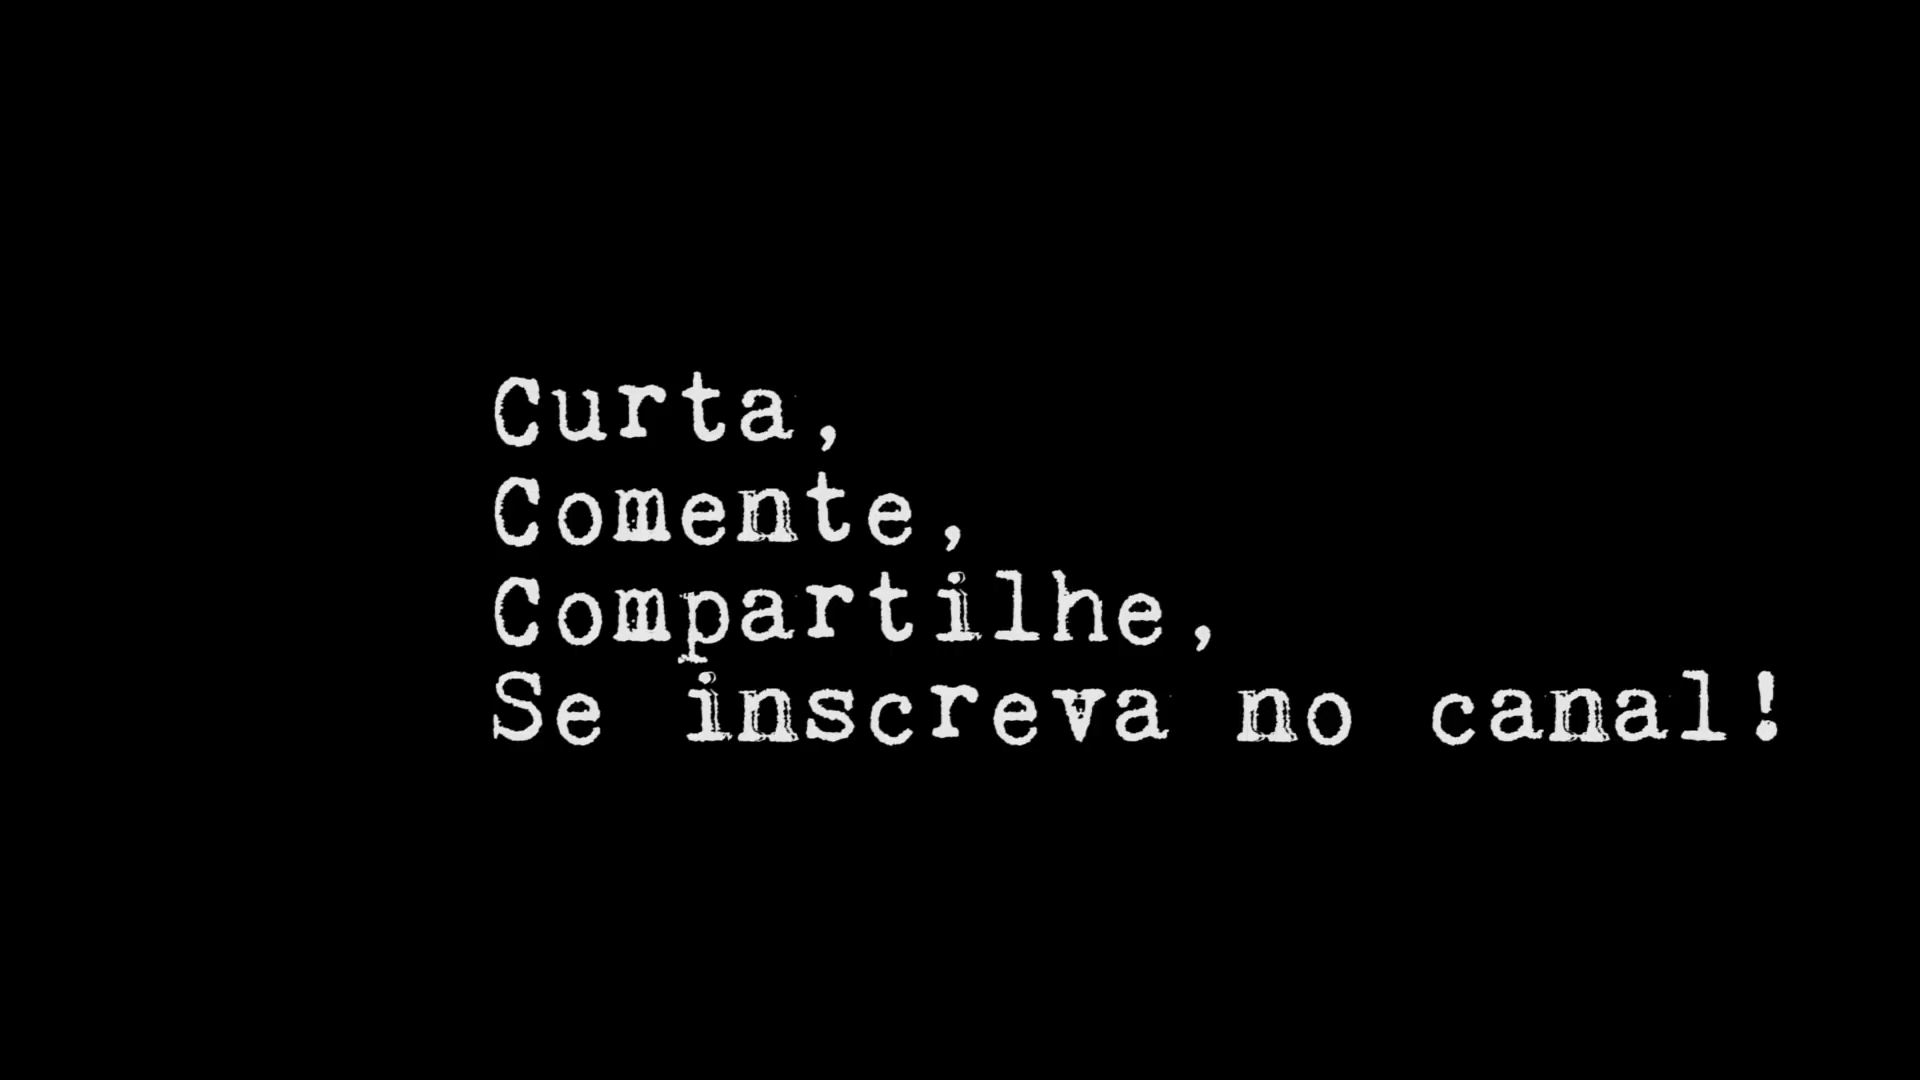 Curta,
Comente,
Compartilhe,
Se inscreva no canal!